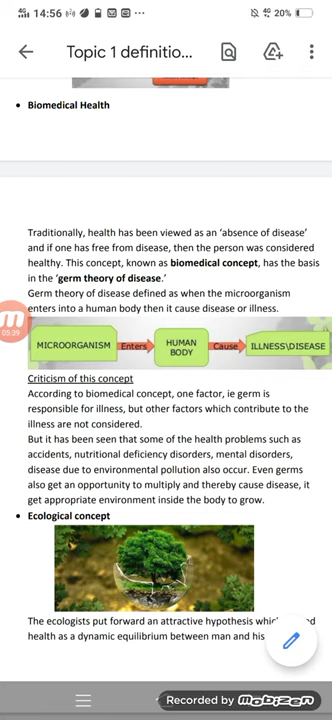 4G 14:56
4G 20%
Topic 1 definitio...
• Biomedical Health
Traditionally, health has been viewed as an 'absence of disease'
and if one has free from disease, then the person was considered
healthy. This concept, known as biomedical concept, has the basis
in the 'germ theory of disease.'
Germ theory of disease defined as when the microorganism
enters into a human body then it cause disease or illness.
05:39
MICROORGANISM Enters HUMAN BODY Cause ILLNESS\DISEASE
Criticism of this concept
According to biomedical concept, one factor, ie germ is
responsible for illness, but other factors which contribute to the
illness are not considered.
But it has been seen that some of the health problems such as
accidents, nutritional deficiency disorders, mental disorders,
disease due to environmental pollution also occur. Even germs
also get an opportunity to multiply and thereby cause disease, it
get appropriate environment inside the body to grow.
• Ecological concept
The ecologists put forward an attractive hypothesis
health as a dynamic equilibrium between man and his
Recorded by Mobizen